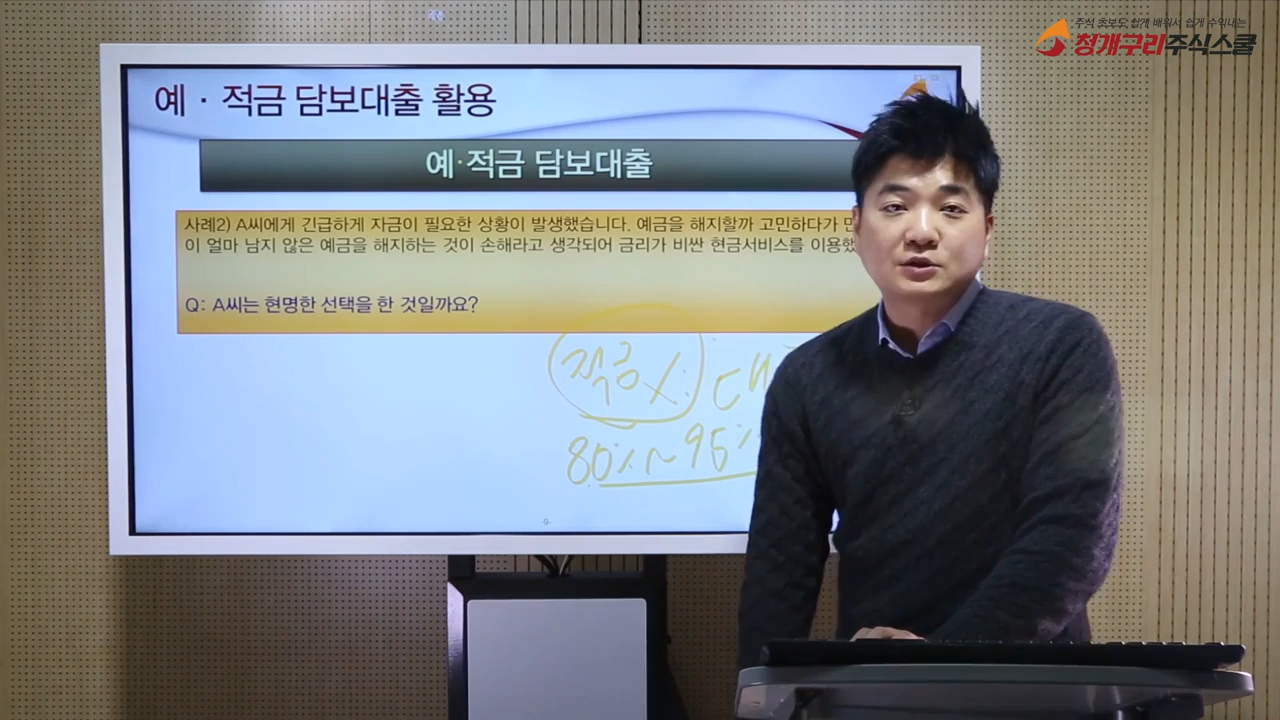 주식 초보도 쉽게 배워서 쉽게 수익내는
청개구리주식스쿨
예 · 적금 담보대출 활용
예·적금 담보대출
사례2) A씨에게 긴급하게 자금이 필요한 상황이 발생했습니다. 예금을 해지할까 고민하다가
이 얼마 남지 않은 예금을 해지하는 것이 손해라고 생각되어 금리가 비싼 현금서비스를 이용했
Q: A씨는 현명한 선택을 한 것일까요?
적금 X
80%~95%
-9-